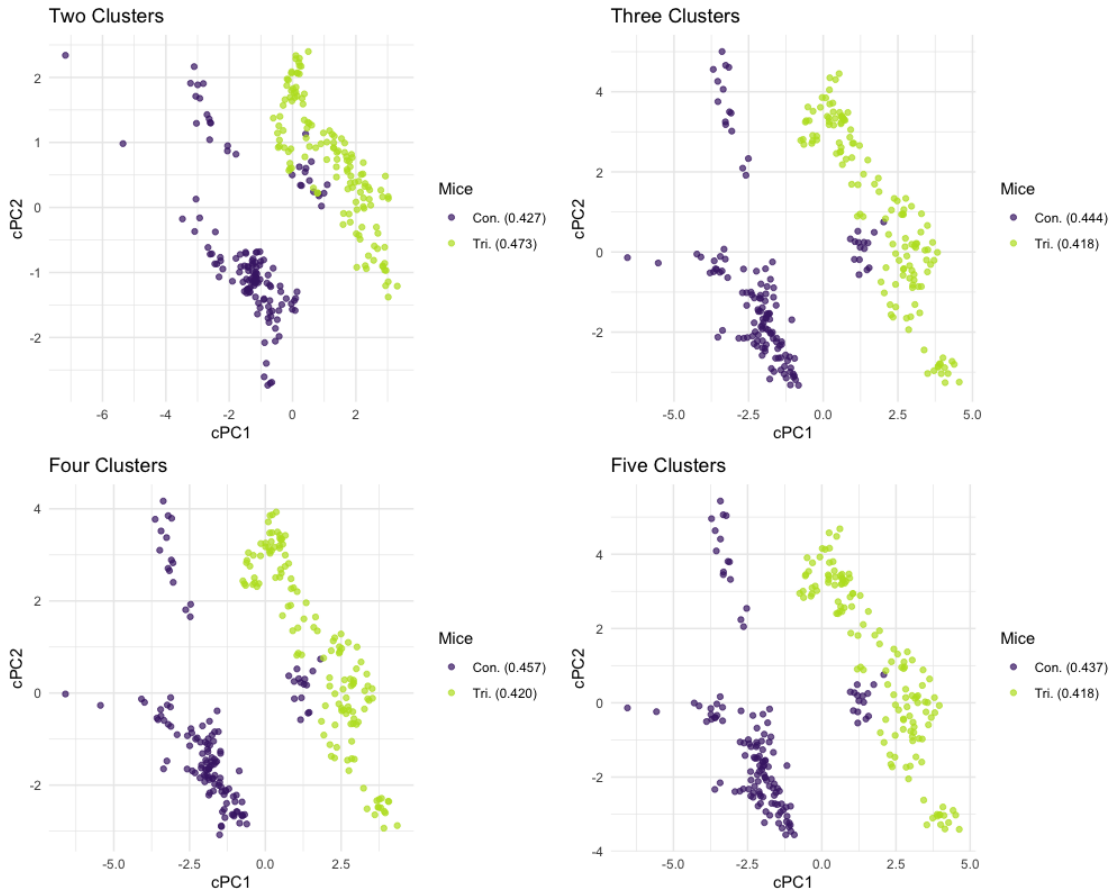 Two Clusters
2
1
0
-1
-2
cPC2
-6
-4
-2
0
2
cPC1
Mice
Con. (0.427)
Tri. (0.473)
Three Clusters
4
2
0
-2
cPC2
-5.0
-2.5
0.0
2.5
5.0
cPC1
Mice
Con. (0.444)
Tri. (0.418)
Four Clusters
4
2
0
-2
cPC2
-5.0
-2.5
0.0
2.5
cPC1
Mice
Con. (0.457)
Tri. (0.420)
Five Clusters
4
2
0
-2
-4
cPC2
-5.0
-2.5
0.0
2.5
5.0
cPC1
Mice
Con. (0.437)
Tri. (0.418)